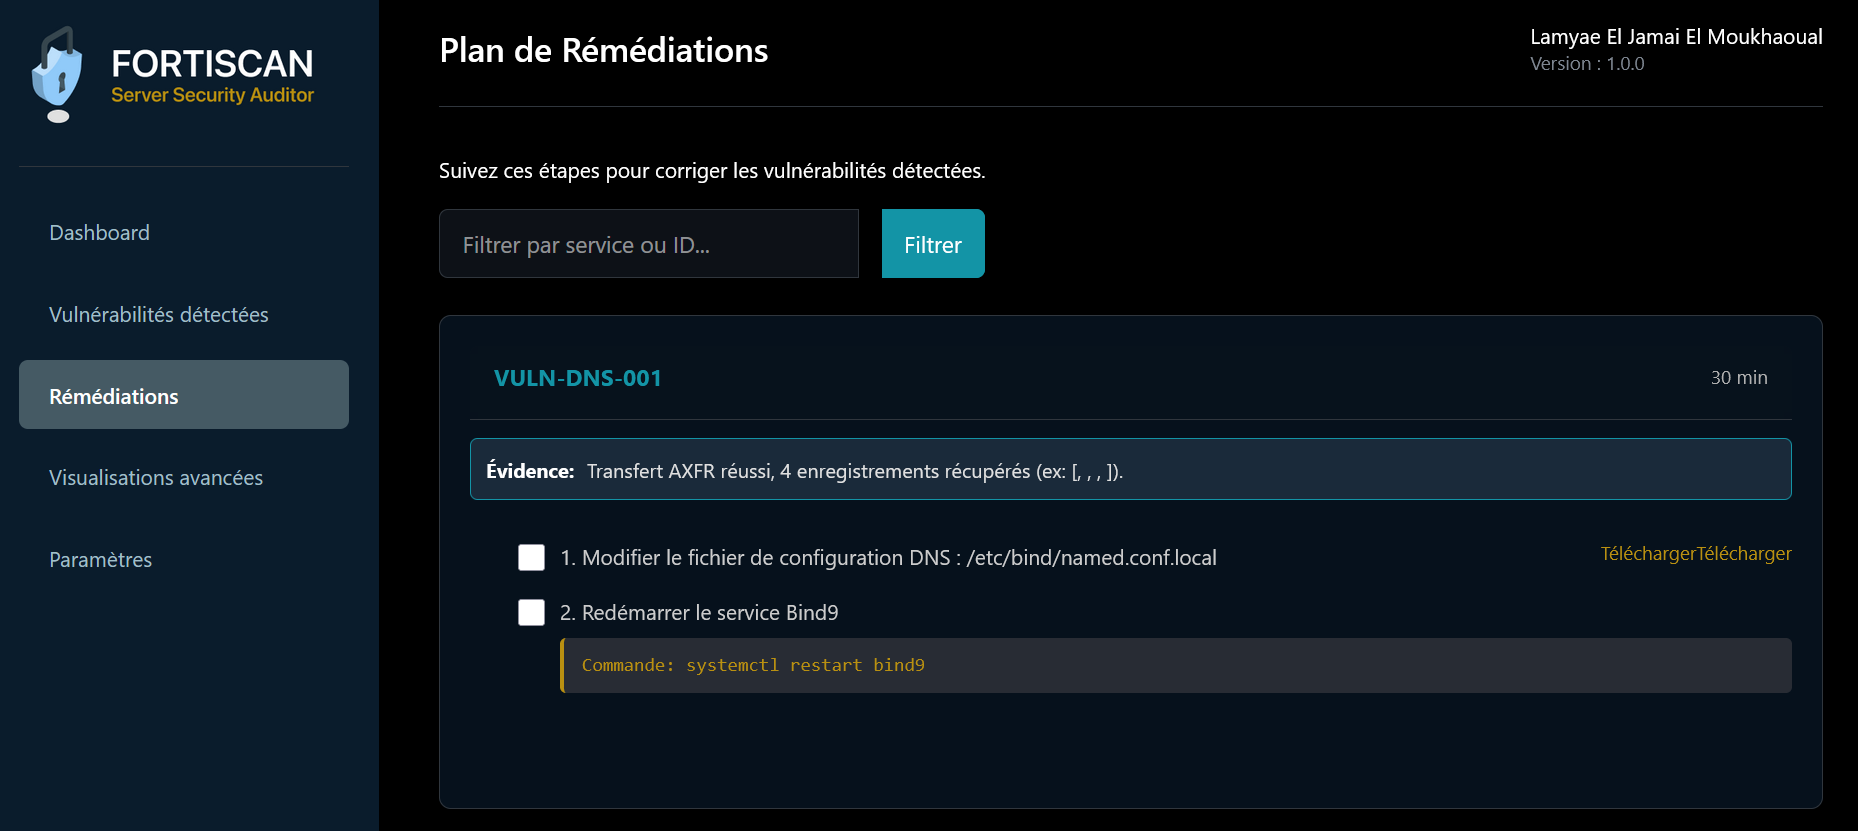 FORTISCAN
Server Security Auditor
Dashboard
Vulnérabilités détectées
Rémédiations
Visualisations avancées
Paramètres
Plan de Rémédiations
Lamyae El Jamai El Moukhaoual
Version : 1.0.0
Suivez ces étapes pour corriger les vulnérabilités détectées.
Filtrer par service ou ID...
Filtrer
VULN-DNS-001
30 min
Évidence: Transfert AXFR réussi, 4 enregistrements récupérés (ex: [, , , ]).
1. Modifier le fichier de configuration DNS : /etc/bind/named.conf.local
TéléchargerTélécharger
2. Redémarrer le service Bind9
Commande: systemctl restart bind9